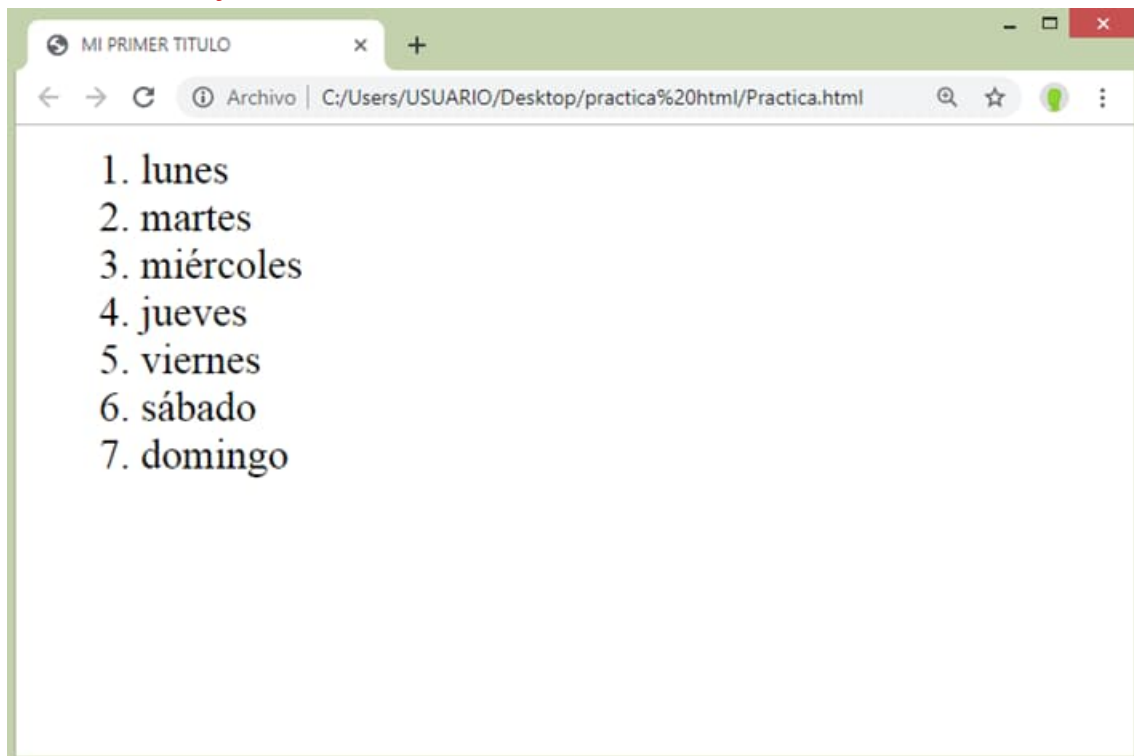 MI PRIMER TITULO
Archivo | C:/Users/USUARIO/Desktop/practica%20html/Practica.html
1. lunes
2. martes
3. miércoles
4. jueves
5. viernes
6. sábado
7. domingo